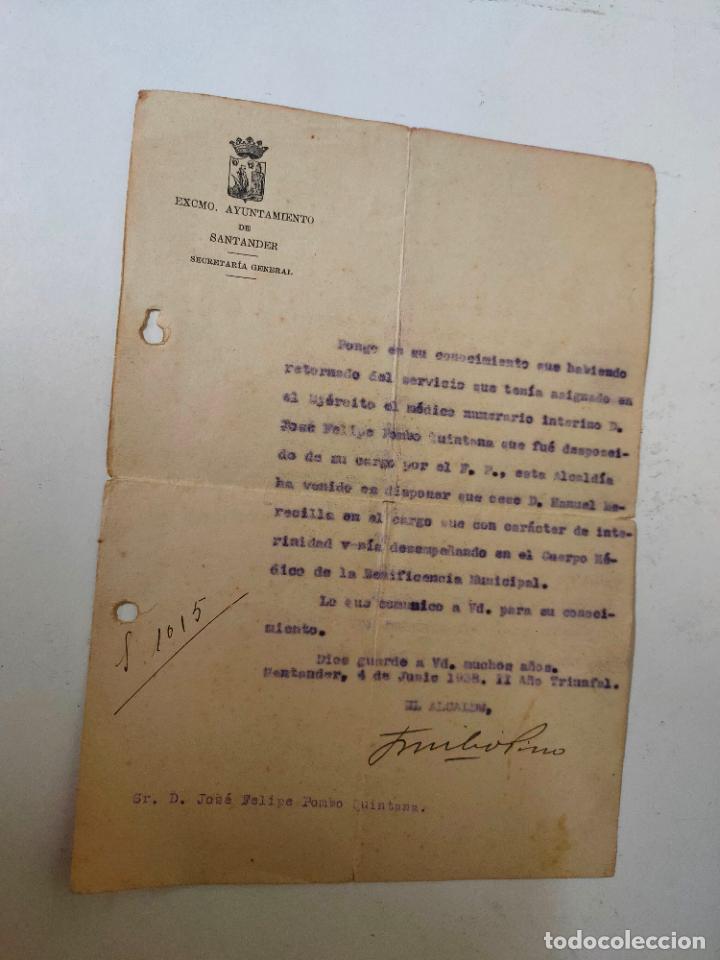 EXCMO. AYUNTAMIENTO
DE
SANTANDER
SECRETARÍA GENERAL
Pongo en su conocimiento que habiendo
retornado del servicio que tenía asignado en
el Ejército el médico numerario interino D.
José Felipe Pombo Quintana que fué desposeí-
do de su cargo por el F. P., esta Alcaldía
ha venido en disponer que cese D. Manuel Me-
recilla en el cargo que con carácter de inte-
rinidad venía desempeñando en el Cuerpo Mé-
dico de la Benificencia Municipal.
Lo que comunico a Vd. para su conoci-
miento.
Dios guarde a Vd. muchos años.
Santander, 4 de Junio 1938. II Año Triunfal.
EL ALCALDE,
Emilio Pino
S. 1015
Sr. D. José Felipe Pombo Quintana.
todocoleccion